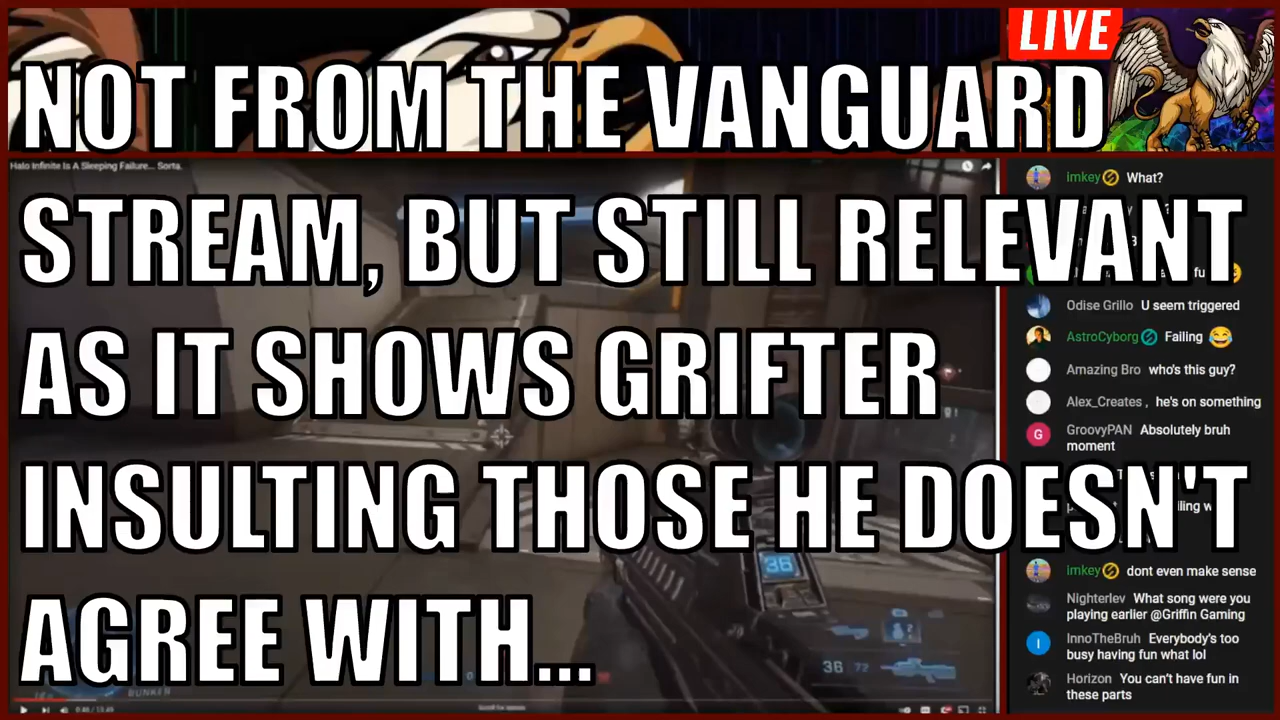 LIVE
NOT FROM THE VANGUARD
STREAM, BUT STILL RELEVANT
AS IT SHOWS GRIFTER
INSULTING THOSE HE DOESN'T
AGREE WITH...
Halo Infinite Is A Sleeping Failure... Sorta.
imkey What?
Odise Grillo U seem triggered
AstroCyborg Failing 😂
Amazing Bro who's this guy?
Alex_Creates , he's on something
G
GroovyPAN Absolutely bruh
moment
imkey dont even make sense
Nighterlev What song were you
playing earlier @Griffin Gaming
I
InnoTheBruh Everybody's too
busy having fun what lol
Horizon You can't have fun in
these parts
36
36 72
BUNKER